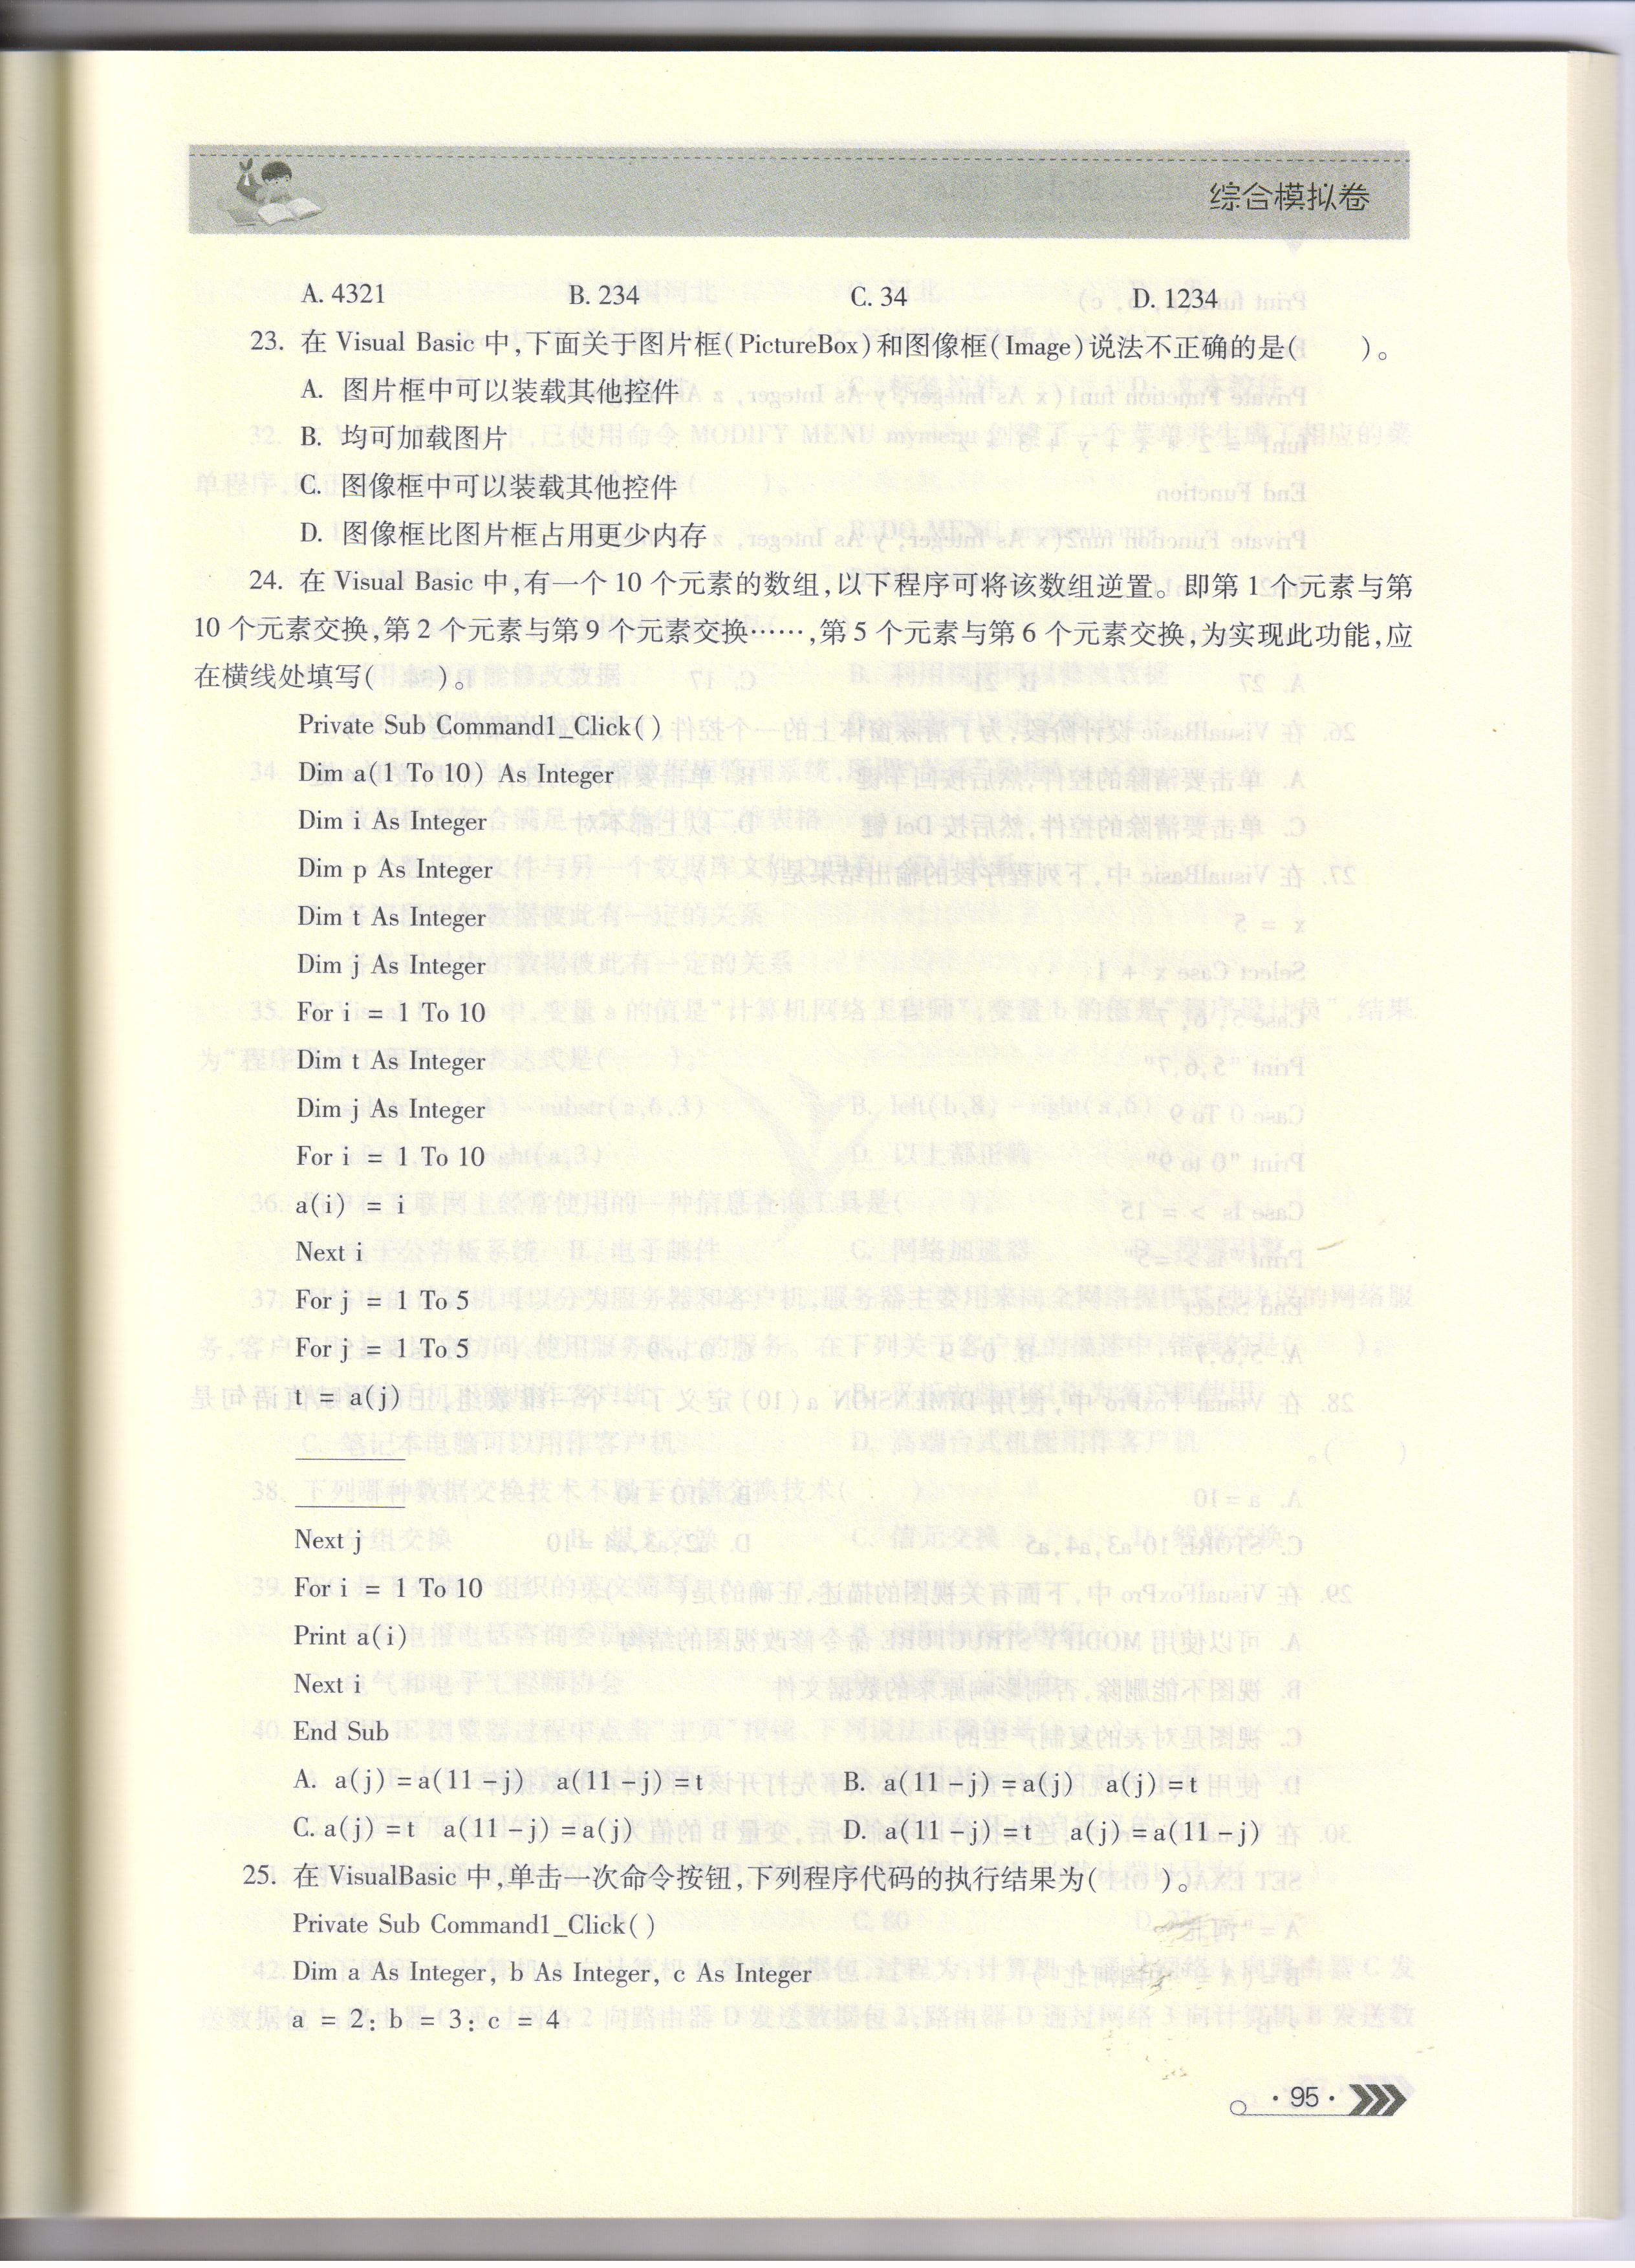 综合模拟卷
A. 4321 B. 234 C. 34 D. 1234
23. 在 Visual Basic 中,下面关于图片框(PictureBox)和图像框(Image)说法不正确的是( )。
A. 图片框中可以装载其他控件
B. 均可加载图片
C. 图像框中可以装载其他控件
D. 图像框比图片框占用更少内存
24. 在 Visual Basic 中,有一个 10 个元素的数组,以下程序可将该数组逆置。即第 1 个元素与第
10 个元素交换,第 2 个元素与第 9 个元素交换……,第 5 个元素与第 6 个元素交换,为实现此功能,应
在横线处填写( )。
Private Sub Command1_Click( )
Dim a(1 To 10) As Integer
Dim i As Integer
Dim p As Integer
Dim t As Integer
Dim j As Integer
For i = 1 To 10
Dim t As Integer
Dim j As Integer
For i = 1 To 10
a(i) = i
Next i
For j = 1 To 5
For j = 1 To 5
t = a(j)
Next j
For i = 1 To 10
Print a(i)
Next i
End Sub
A. a(j) =a(11 -j) a(11 -j) =t B. a(11 -j) =a(j) a(j) =t
C. a(j) =t a(11 -j) =a(j) D. a(11 -j) =t a(j) =a(11 -j)
25. 在 VisualBasic 中,单击一次命令按钮,下列程序代码的执行结果为( )。
Private Sub Command1_Click( )
Dim a As Integer, b As Integer, c As Integer
a = 2: b = 3: c = 4
· 95 ·